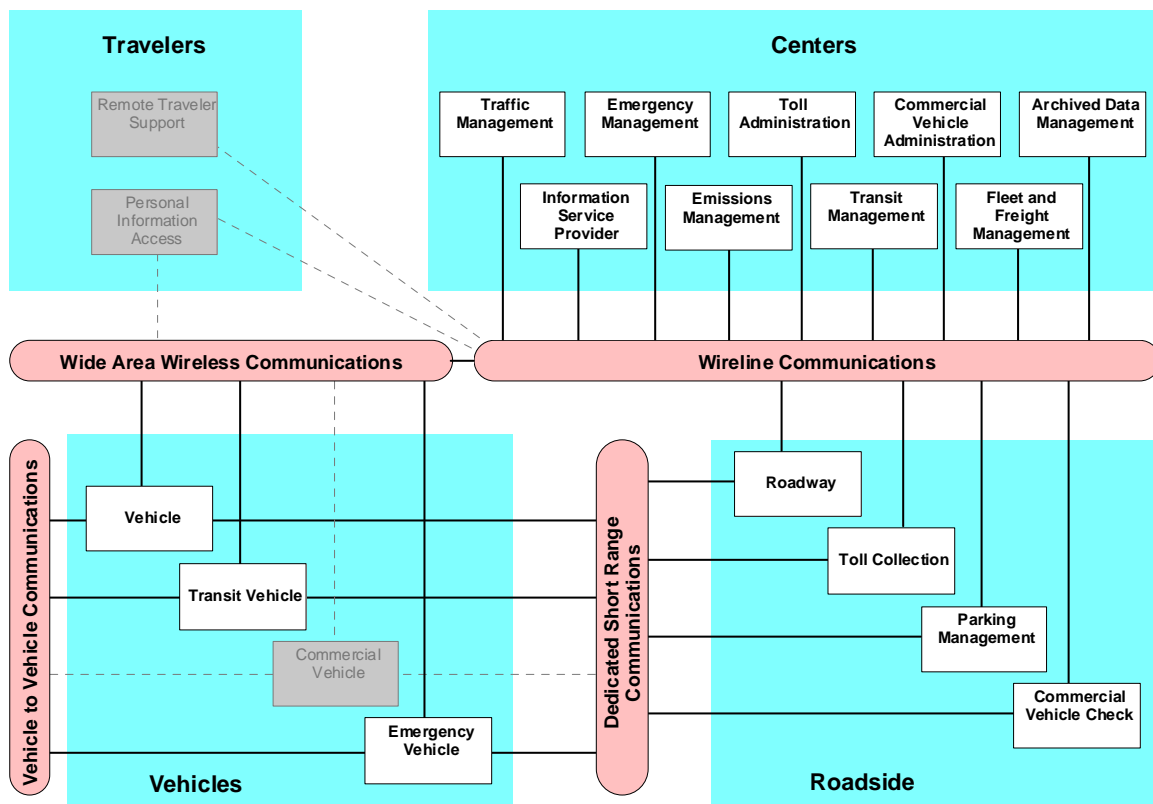 Travelers
Centers
Remote Traveler
Support
Personal
Information
Access
Traffic
Management
Emergency
Management
Toll
Administration
Commercial
Vehicle
Administration
Archived Data
Management
Information
Service
Provider
Emissions
Management
Transit
Management
Fleet and
Freight
Management
Wide Area Wireless Communications
Wireline Communications
Vehicle to Vehicle Communications
Vehicle
Transit Vehicle
Commercial
Vehicle
Emergency
Vehicle
Vehicles
Dedicated Short Range
Communications
Roadway
Toll Collection
Parking
Management
Commercial
Vehicle Check
Roadside